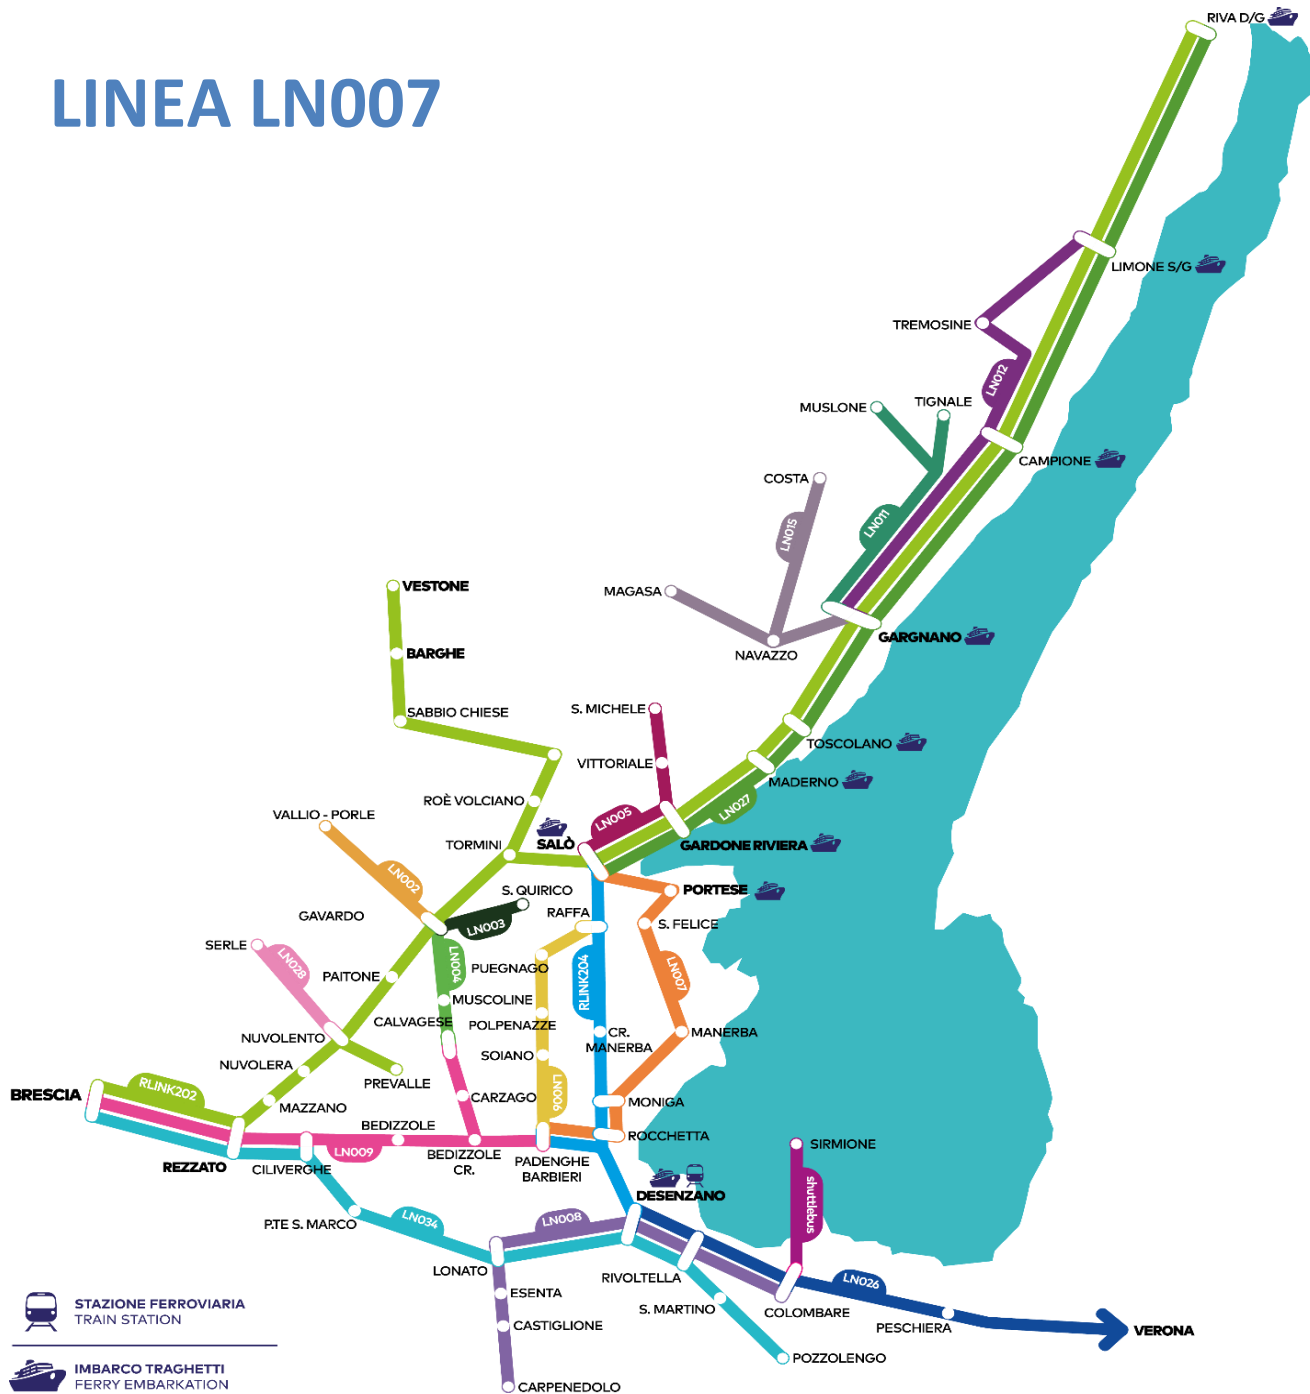 LINEA LN007
RIVA D/G
LIMONE S/G
TREMOSINE
LN012
MUSLONE
TIGNALE
CAMPIONE
COSTA
LN011
LN015
VESTONE
MAGASA
GARGNANO
BARGHE
NAVAZZO
SABBIO CHIESE
S. MICHELE
TOSCOLANO
VITTORIALE
MADERNO
ROÈ VOLCIANO
VALLIO - PORLE
LN005
LN027
TORMINI
SALÒ
GARDONE RIVIERA
LN002
S. QUIRICO
PORTESE
GAVARDO
RAFFA
LN003
S. FELICE
SERLE
LN028
LN004
PUEGNAGO
RLINK204
LN007
PAITONE
MUSCOLINE
CALVAGESE
POLPENAZZE
NUVOLENTO
CR.
MANERBA
MANERBA
SOIANO
NUVOLERA
PREVALLE
BRESCIA
RLINK202
CARZAGO
LN006
MONIGA
MAZZANO
BEDIZZOLE
ROCCHETTA
SIRMIONE
REZZATO
CILIVERGHE
LN009
BEDIZZOLE
CR.
PADENGHE
BARBIERI
DESENZANO
shuttlebus
P.TE S. MARCO
LN034
LN008
LONATO
RIVOLTELLA
LN026
ESENTA
S. MARTINO
COLOMBARE
STAZIONE FERROVIARIA
TRAIN STATION
CASTIGLIONE
PESCHIERA
VERONA
POZZOLENGO
IMBARCO TRAGHETTI
FERRY EMBARKATION
CARPENEDOLO